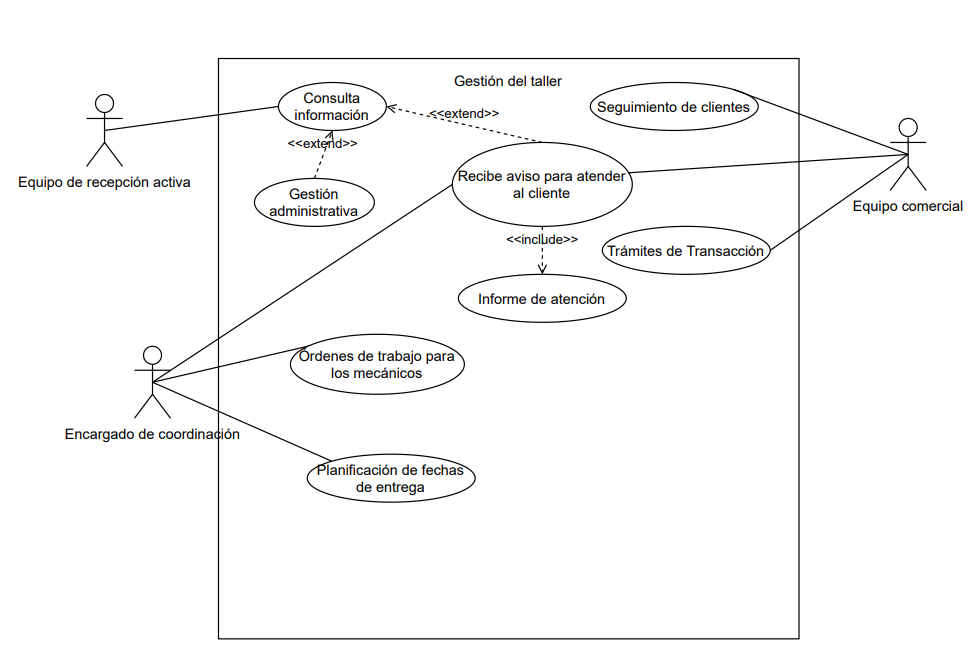 Gestión del taller
Consulta
información
<<extend>>
Seguimiento de clientes
<<extend>>
Equipo de recepción activa
Gestión
administrativa
Recibe aviso para atender
al cliente
Equipo comercial
<<include>>
Trámites de Transacción
Informe de atención
Órdenes de trabajo para
los mecánicos
Encargado de coordinación
Planificación de fechas
de entrega